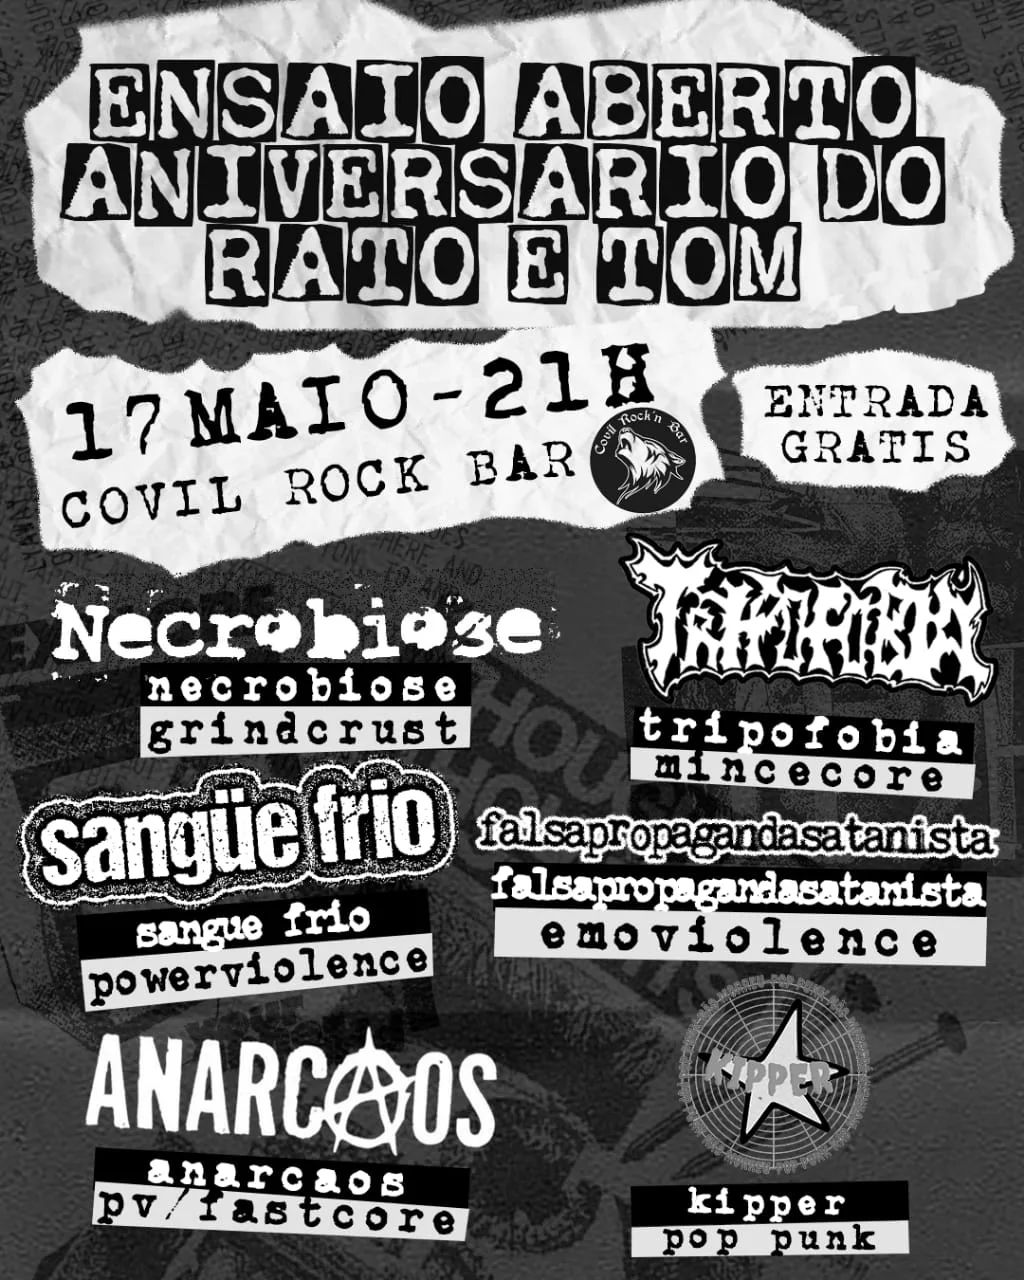 ENSAIO ABERTO
ANIVERSARIO DO
RATO E TOM
17 MAIO - 21H
COVIL ROCK BAR
Covil Rock'n Bar
ENTRADA
GRATIS
Necrobiose
necrobiose
grindcrust
TRIPOFOBIA
tripofobia
mincecore
sangüe frio
sangue frio
powerviolence
falsapropagandasatanista
falsapropagandasatanista
emoviolence
ANARCAOS
anarcaos
pv/fastcore
KIPPER
kipper
pop punk